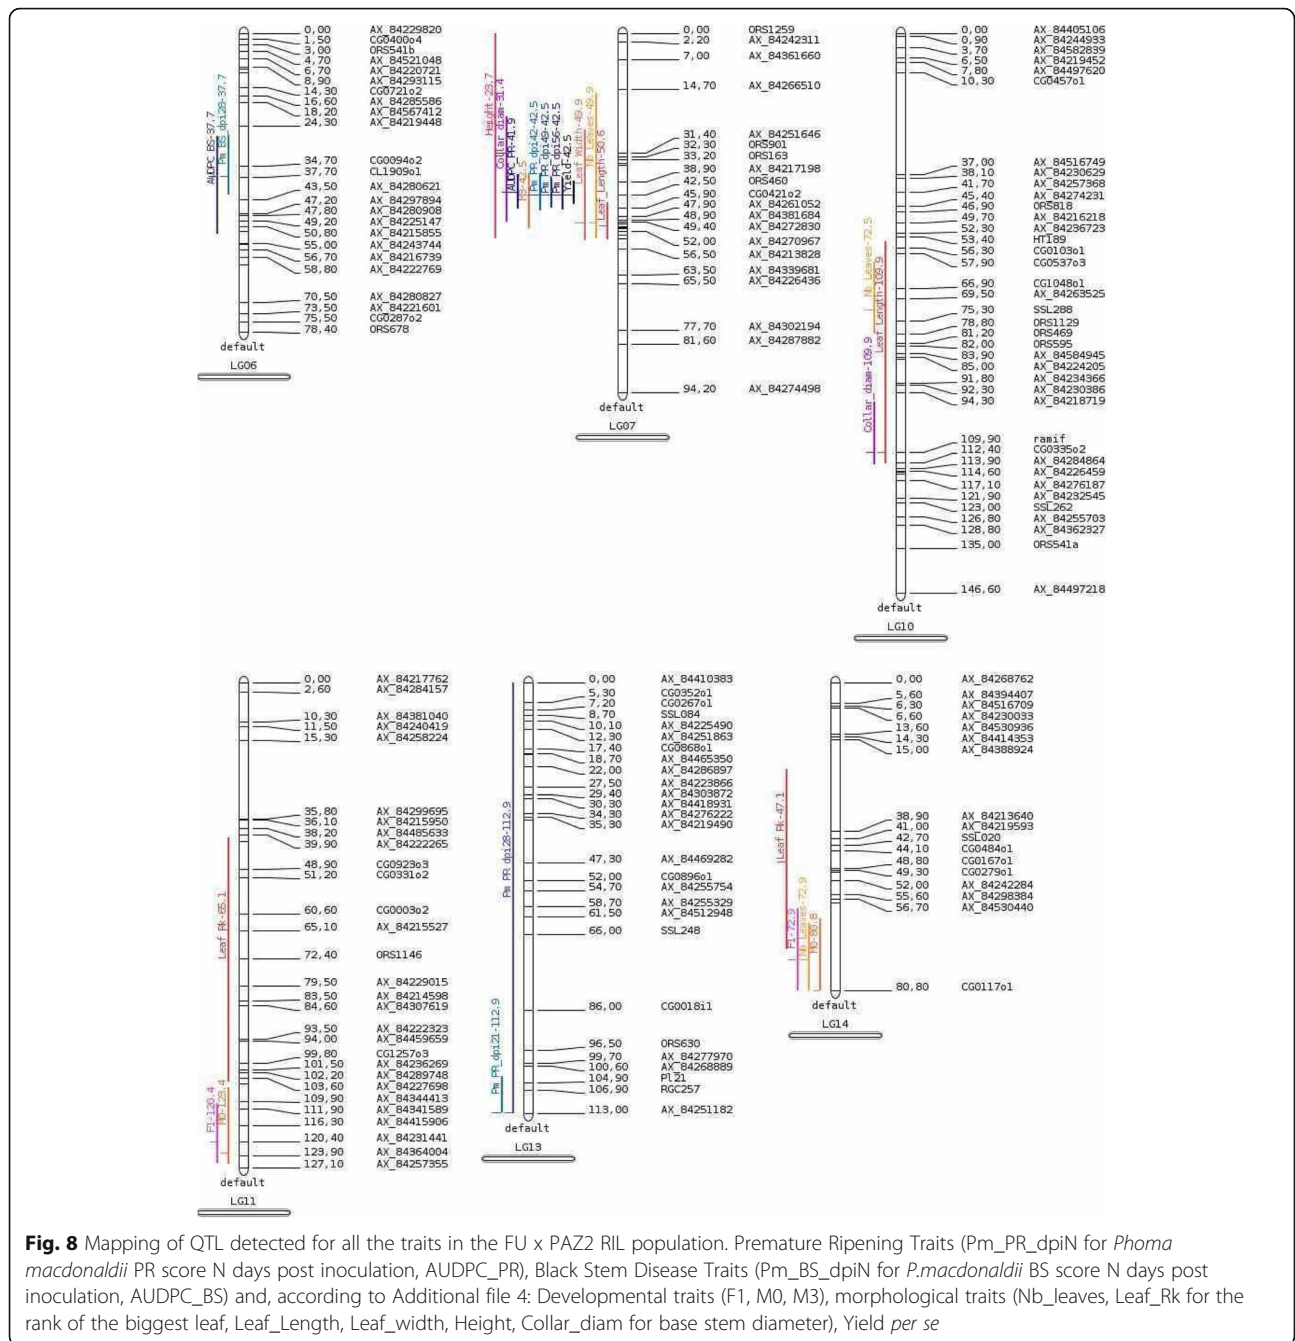 0,00 AX_84229820
1,50 CG0400o4
3,00 ORS541b
4,70 AX_84521048
6,70 AX_84220721
8,90 AX_84293115
14,30 CG0721o2
16,60 AX_84285586
18,20 AX_84567412
24,30 AX_84219448
34,70 CG0094o2
37,70 CL1909o1
43,50 AX_84280621
47,20 AX_84297894
47,80 AX_84280908
49,20 AX_84225147
50,80 AX_84215855
55,00 AX_84243744
56,70 AX_84216739
58,80 AX_84222769
70,50 AX_84280827
73,50 AX_84221601
75,50 CG0287o2
78,40 ORS678
AUDPC_BS-37.7
Pm_BS_dpi28-37.7
default
LG06
0,00 ORS1259
2,20 AX_84242311
7,00 AX_84361660
14,70 AX_84266510
31,40 AX_84251646
32,30 ORS901
33,20 ORS163
38,90 AX_84217198
42,50 ORS460
45,90 CG0421o2
47,90 AX_84261052
48,90 AX_84381684
49,40 AX_84272830
52,00 AX_84270967
56,50 AX_84213828
63,50 AX_84339681
65,50 AX_84226436
77,70 AX_84302194
81,60 AX_84287882
94,20 AX_84274498
Height-23.7
Collar_diam-31.4
AUDPC_PR-41.9
M3-42.5
Pm_PR_dpi42-42.5
Pm_PR_dpi49-42.5
Pm_PR_dpi56-42.5
Yield-42.5
Leaf_Width-49.9
Nb_Leaves-49.9
Leaf_Length-50.6
default
LG07
0,00 AX_84405106
0,90 AX_84244933
3,70 AX_84582839
6,50 AX_84219452
7,80 AX_84497620
10,30 CG0457o1
37,00 AX_84516749
38,10 AX_84230629
41,70 AX_84257368
45,40 AX_84274231
46,90 ORS818
49,70 AX_84216218
52,30 AX_84236723
53,40 HT189
56,30 CG0103o1
57,90 CG0537o3
66,90 CG1048o1
69,50 AX_84263525
75,30 SSL288
78,80 ORS1129
81,20 ORS469
82,00 ORS595
83,90 AX_84584945
85,00 AX_84224205
91,80 AX_84234366
92,30 AX_84230386
94,30 AX_84218719
109,90 ramif
112,40 CG0335o2
113,90 AX_84284864
114,60 AX_84226459
117,10 AX_84276187
121,90 AX_84232545
123,00 SSL262
126,80 AX_84255703
128,80 AX_84362327
135,00 ORS541a
146,60 AX_84497218
Nb_Leaves-72.5
Collar_diam-109.9
Leaf_Length-109.9
default
LG10
0,00 AX_84217762
2,60 AX_84284157
10,30 AX_84381040
11,50 AX_84240419
15,30 AX_84258224
35,80 AX_84299695
36,10 AX_84215950
38,20 AX_84485633
39,90 AX_84222265
48,90 CG0923o3
51,20 CG0331o2
60,60 CG0003o2
65,10 AX_84215527
72,40 ORS1146
79,50 AX_84229015
83,50 AX_84214598
84,60 AX_84307619
93,50 AX_84222323
94,00 AX_84459659
99,80 CG1257o3
101,50 AX_84236269
102,20 AX_84289748
103,60 AX_84227698
109,90 AX_84344413
111,90 AX_84341589
116,30 AX_84415906
120,40 AX_84231441
123,90 AX_84364004
127,10 AX_84257355
Leaf_Rk-65.1
F1-120.4
default
LG11
0,00 AX_84410383
5,30 CG0352o1
7,20 CG0267o1
8,70 SSL084
10,10 AX_84225490
12,30 AX_84251863
17,40 CG0868o1
18,70 AX_84465350
22,00 AX_84286897
27,50 AX_84223866
29,40 AX_84303872
30,30 AX_84418931
34,30 AX_84276222
35,30 AX_84219490
47,30 AX_84469282
52,00 CG0896o1
54,70 AX_84255754
58,70 AX_84255329
61,50 AX_84512948
66,00 SSL248
86,00 CG0018i1
96,50 ORS630
99,70 AX_84277970
100,60 AX_84268889
104,90 Pl21
106,90 RGC257
113,00 AX_84251182
Pm_PR_dpi28-112.9
Pm_PR_dpi21-112.9
default
LG13
0,00 AX_84268762
5,60 AX_84394407
6,30 AX_84516709
6,60 AX_84230033
13,60 AX_84530936
14,30 AX_84414353
15,00 AX_84388924
38,90 AX_84213640
41,00 AX_84219593
42,70 SSL020
44,10 CG0484o1
48,80 CG0167o1
49,30 CG0279o1
52,00 AX_84242284
55,60 AX_84298384
56,70 AX_84530440
80,80 CG0117o1
Leaf_Rk-47.1
F1-72.9
Nb_Leaves-72.9
M0-80.8
default
LG14
Fig. 8 Mapping of QTL detected for all the traits in the FU x PAZ2 RIL population. Premature Ripening Traits (Pm_PR_dpiN for Phoma
macdonaldii PR score N days post inoculation, AUDPC_PR), Black Stem Disease Traits (Pm_BS_dpiN for P.macdonaldii BS score N days post
inoculation, AUDPC_BS) and, according to Additional file 4: Developmental traits (F1, M0, M3), morphological traits (Nb_leaves, Leaf_Rk for the
rank of the biggest leaf, Leaf_Length, Leaf_width, Height, Collar_diam for base stem diameter), Yield per se